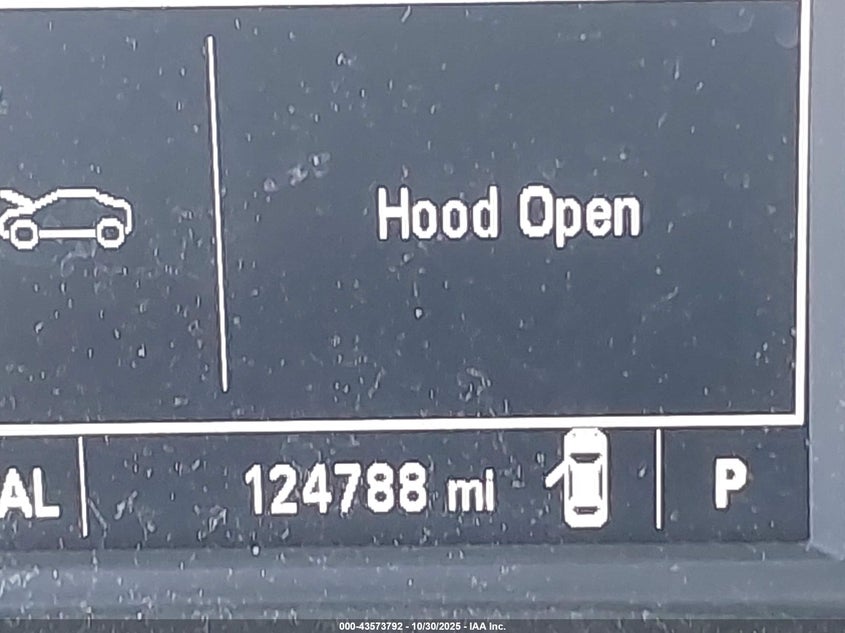 Hood Open
AL
124788 mi
P
000-43573792 - 10/30/2025 - IAA Inc.